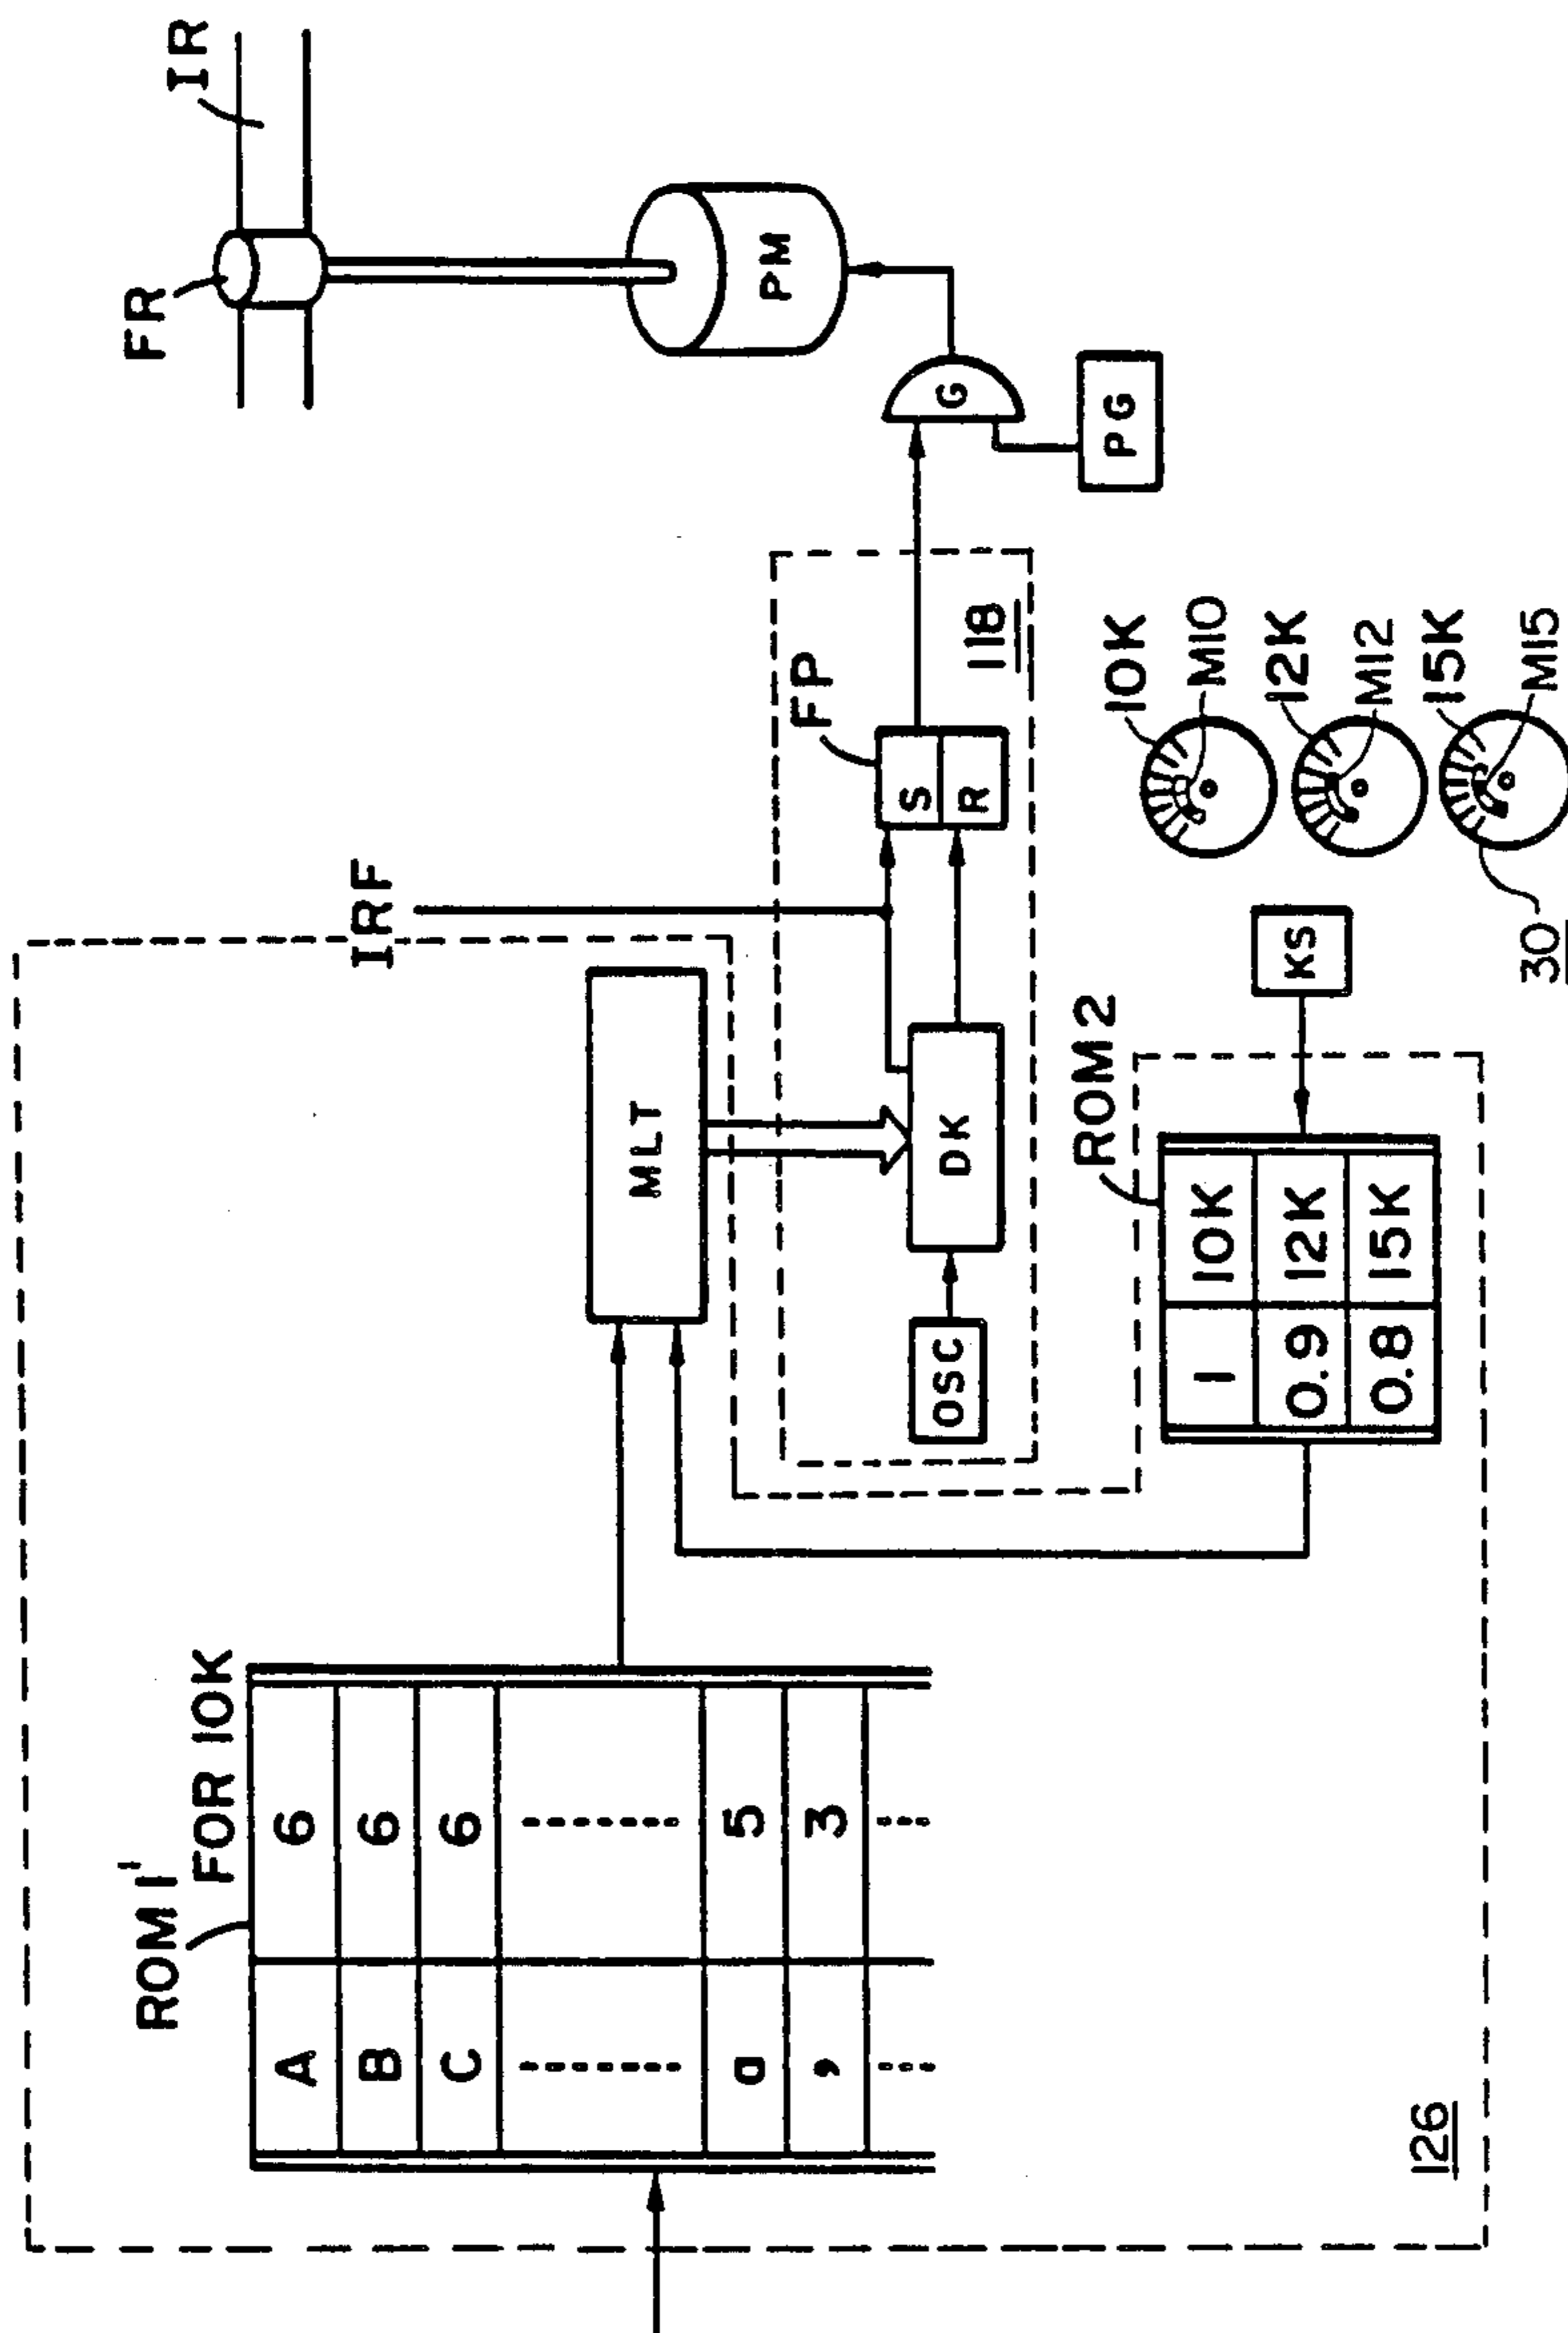 ROM 1'
FOR 10K
A 6
B 6
C 6
a 5
, 3
126
MLT
IRF
OSC
DK
FP
S
R
118
ROM 2
1 10K
0.9 12K
0.8 15K
KS
10K
M10
12K
M12
15K
M15
30
G
PG
PM
FR
IR